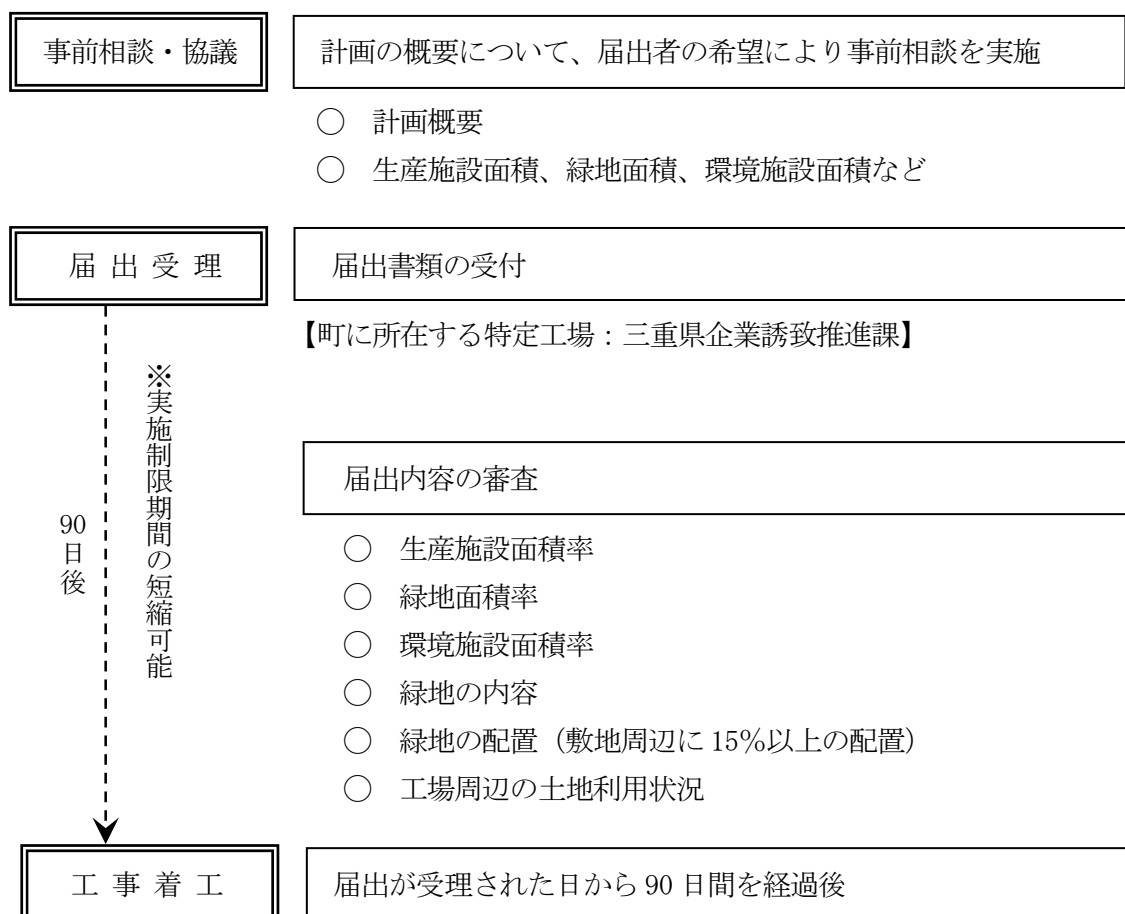 事前相談・協議
計画の概要について、届出者の希望により事前相談を実施
○ 計画概要
○ 生産施設面積、緑地面積、環境施設面積など
届出受理
届出書類の受付
【町に所在する特定工場:三重県企業誘致推進課】
※実施制限期間の短縮可能
90日後
届出内容の審査
○ 生産施設面積率
○ 緑地面積率
○ 環境施設面積率
○ 緑地の内容
○ 緑地の配置(敷地周辺に15%以上の配置)
○ 工場周辺の土地利用状況
工事着工
届出が受理された日から90日間を経過後